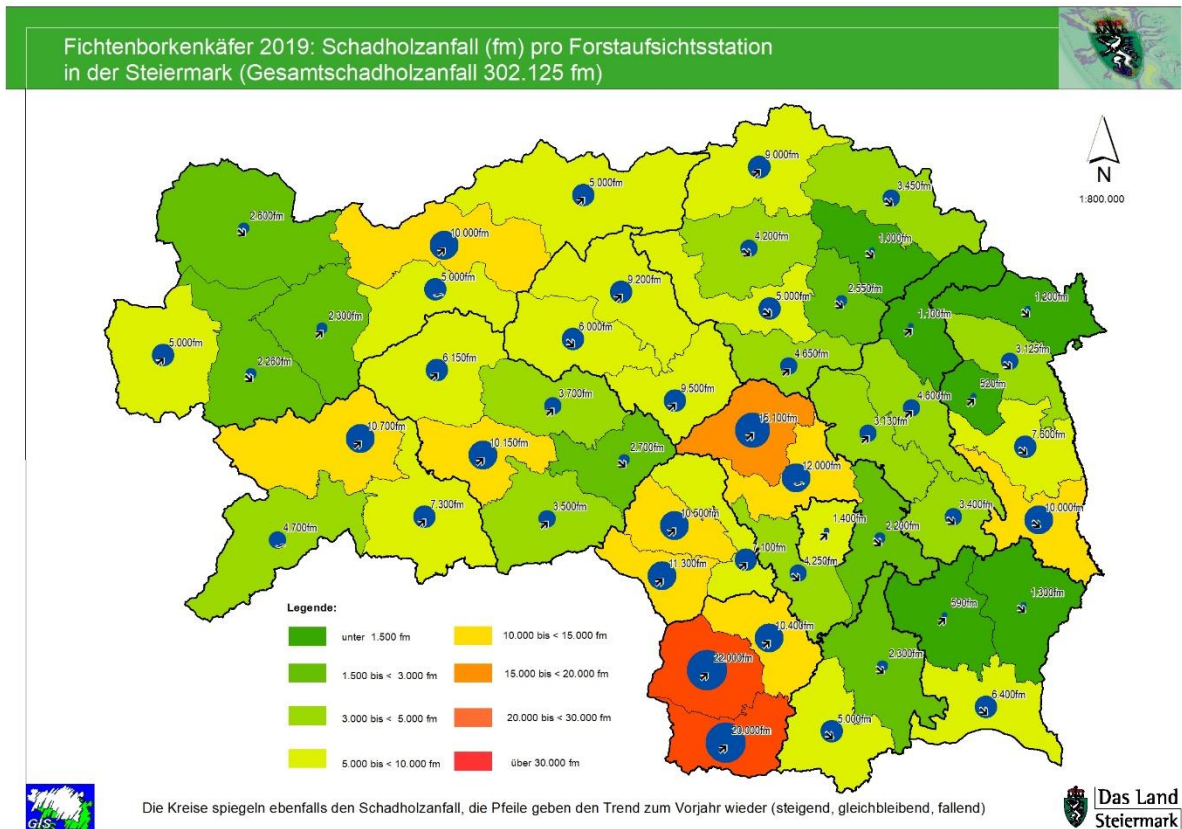 Fichtenborkenkäfer 2019: Schadholzanfall (fm) pro Forstaufsichtsstation
in der Steiermark (Gesamtschadholzanfall 302.125 fm)
N
1:800.000
9.000fm
5.000fm
3.450fm
2.600fm
10.000fm
4.200fm
1.300fm
5.000fm
9.200fm
5.000fm
2.550fm
1.200fm
1.100fm
2.300fm
6.000fm
5.000fm
6.150fm
4.650fm
3.125fm
2.260fm
520fm
3.700fm
9.500fm
4.600fm
15.100fm
3.130fm
10.700fm
10.150fm
2.700fm
7.600fm
12.000fm
7.300fm
3.500fm
10.500fm
1.400fm
3.400fm
10.000fm
4.700fm
2.200fm
100fm
4.250fm
11.300fm
590fm
1.300fm
10.400fm
22.000fm
2.300fm
6.400fm
5.000fm
20.000fm
Legende:
unter 1.500 fm
10.000 bis < 15.000 fm
1.500 bis < 3.000 fm
15.000 bis < 20.000 fm
3.000 bis < 5.000 fm
20.000 bis < 30.000 fm
5.000 bis < 10.000 fm
über 30.000 fm
GIS
Die Kreise spiegeln ebenfalls den Schadholzanfall, die Pfeile geben den Trend zum Vorjahr wieder (steigend, gleichbleibend, fallend)
Das Land
Steiermark